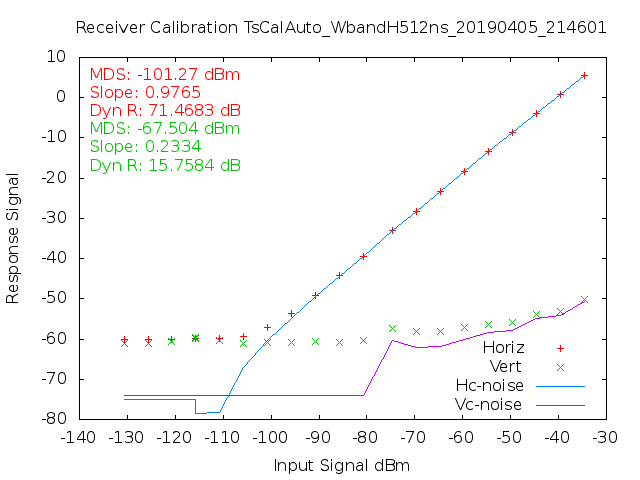 Receiver Calibration TsCalAuto_WbandH512ns_20190405_214601
MDS: -101.27 dBm
Slope: 0.9765
Dyn R: 71.4683 dB
MDS: -67.504 dBm
Slope: 0.2334
Dyn R: 15.7584 dB
Response Signal
10
0
-10
-20
-30
-40
-50
-60
-70
-80
Horiz
Vert
Hc-noise
Vc-noise
-140 -130 -120 -110 -100 -90 -80 -70 -60 -50 -40 -30
Input Signal dBm